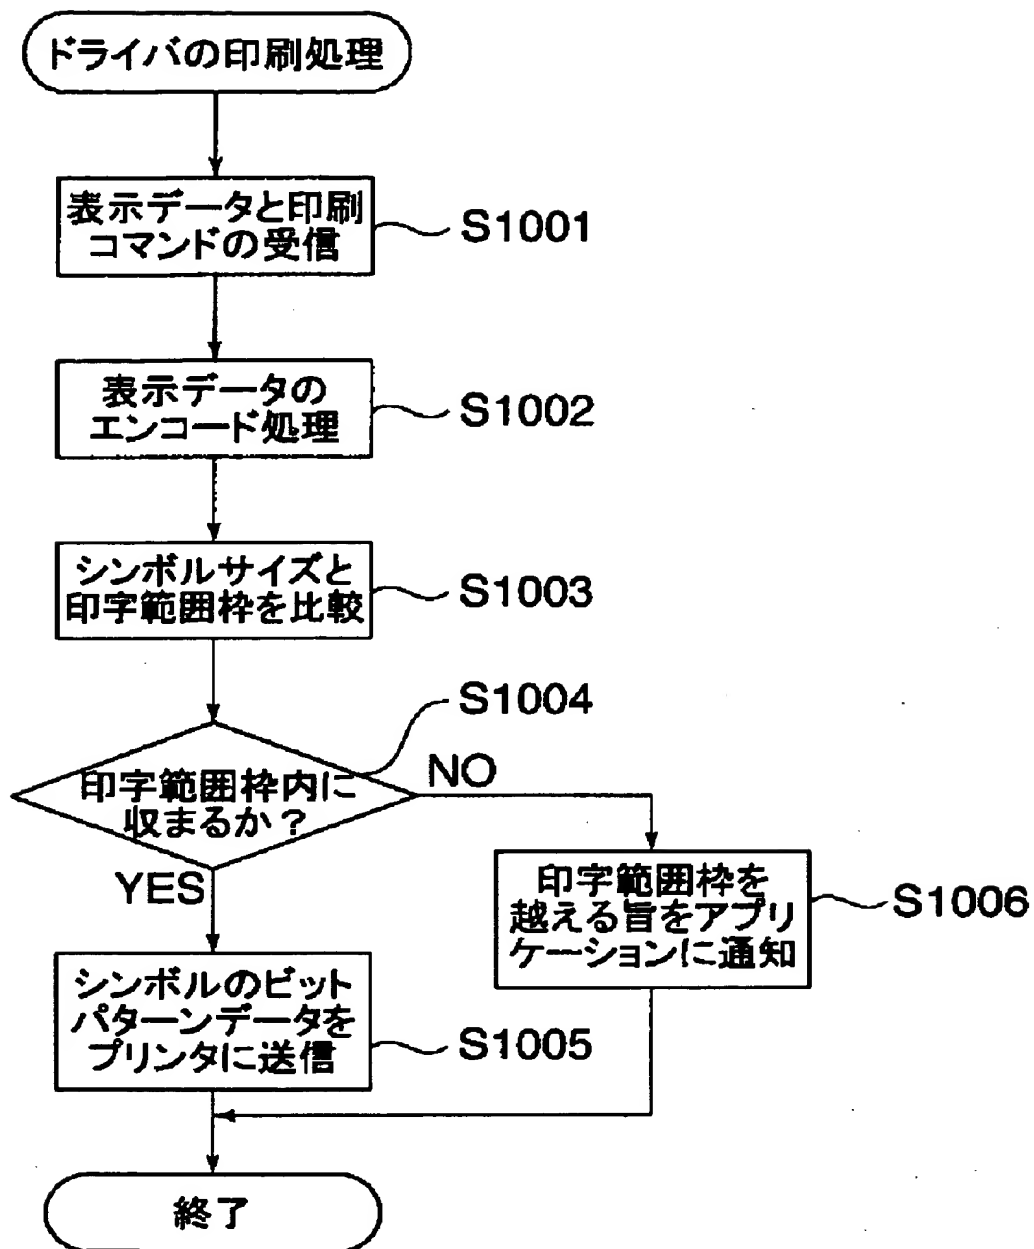 ドライバの印刷処理
表示データと印刷
コマンドの受信
S1001
表示データの
エンコード処理
S1002
シンボルサイズと
印字範囲枠を比較
S1003
S1004
印字範囲枠内に
収まるか？
NO
YES
印字範囲枠を
越える旨をアプリ
ケーションに通知
S1006
シンボルのビット
パターンデータを
プリンタに送信
S1005
終了